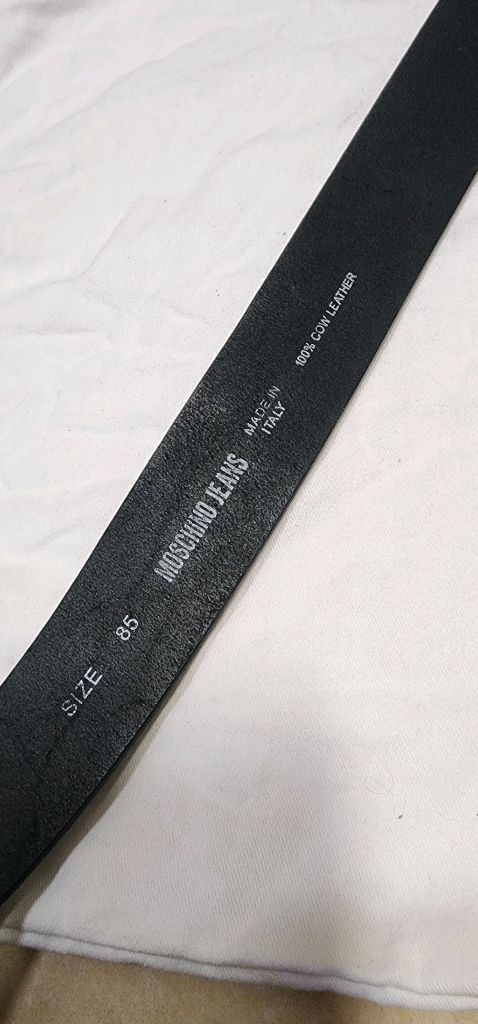 SIZE 85
MOSCHINO JEANS
MADE IN
ITALY
100% COW LEATHER